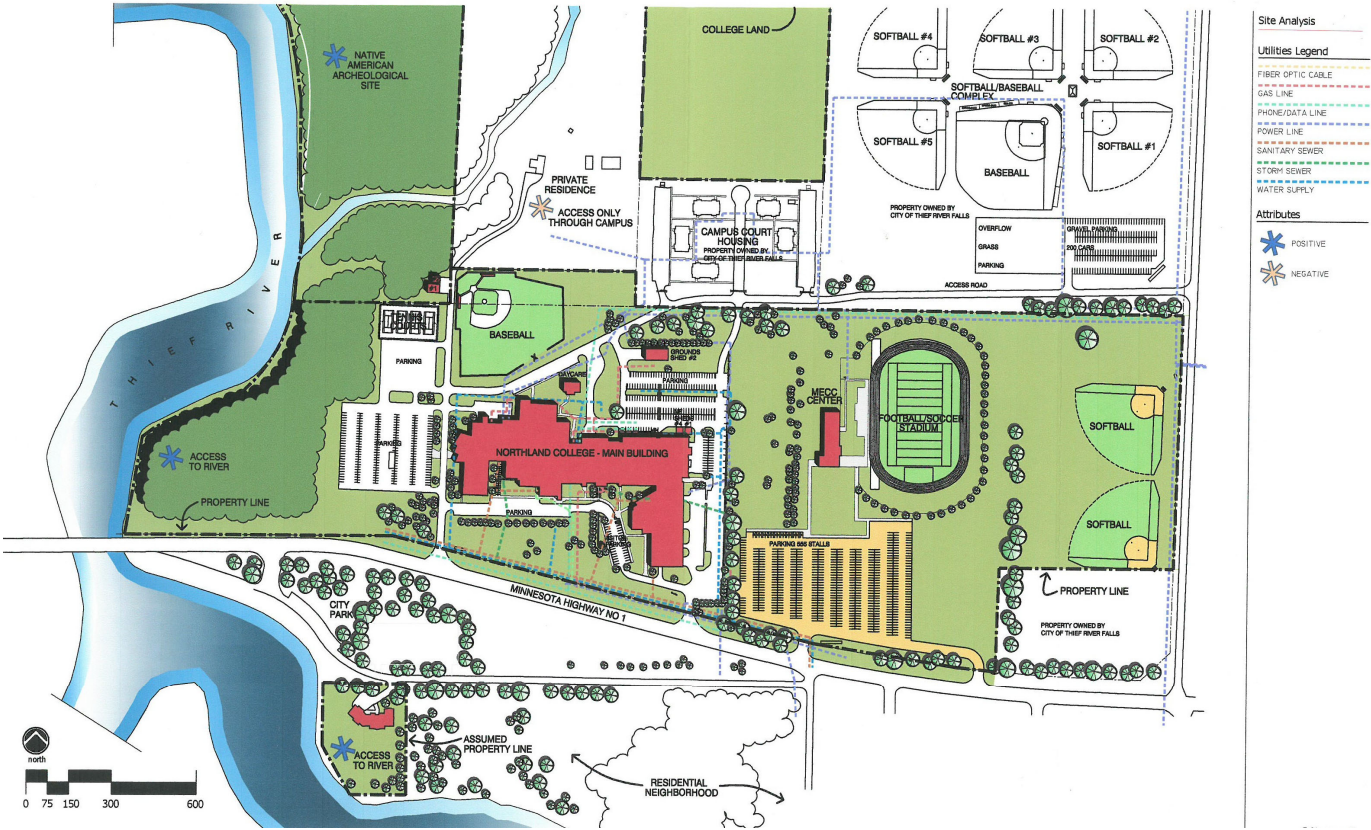 COLLEGE LAND
SOFTBALL #4
SOFTBALL #3
SOFTBALL #2
NATIVE
AMERICAN
ARCHEOLOGICAL
SITE
SOFTBALL/BASEBALL
COMPLEX
SOFTBALL #5
SOFTBALL #1
BASEBALL
PRIVATE
RESIDENCE
ACCESS ONLY
THROUGH CAMPUS
PROPERTY OWNED BY
CITY OF THIEF RIVER FALLS
CAMPUS COURT
HOUSING
PROPERTY OWNED BY
CITY OF THIEF RIVER FALLS
OVERFLOW
GRASS
PARKING
GRAVEL PARKING
200 CARS
ACCESS ROAD
THIEF RIVER
#1
TENNIS
COURTS
BASEBALL
PARKING
GROUNDS
SHED #2
DAYCARE
PARKING
MECC
CENTER
FOOTBALL/SOCCER
STADIUM
SOFTBALL
PARKING
NORTHLAND COLLEGE - MAIN BUILDING
ACCESS
TO RIVER
PROPERTY LINE
PARKING
VISITOR
PARKING
SOFTBALL
PARKING 555 STALLS
MINNESOTA HIGHWAY NO 1
PROPERTY LINE
PROPERTY OWNED BY
CITY OF THIEF RIVER FALLS
CITY
PARK
ASSUMED
PROPERTY LINE
ACCESS
TO RIVER
RESIDENTIAL
NEIGHBORHOOD
north
0 75 150 300 600
Site Analysis
Utilities Legend
FIBER OPTIC CABLE
GAS LINE
PHONE/DATA LINE
POWER LINE
SANITARY SEWER
STORM SEWER
WATER SUPPLY
Attributes
POSITIVE
NEGATIVE